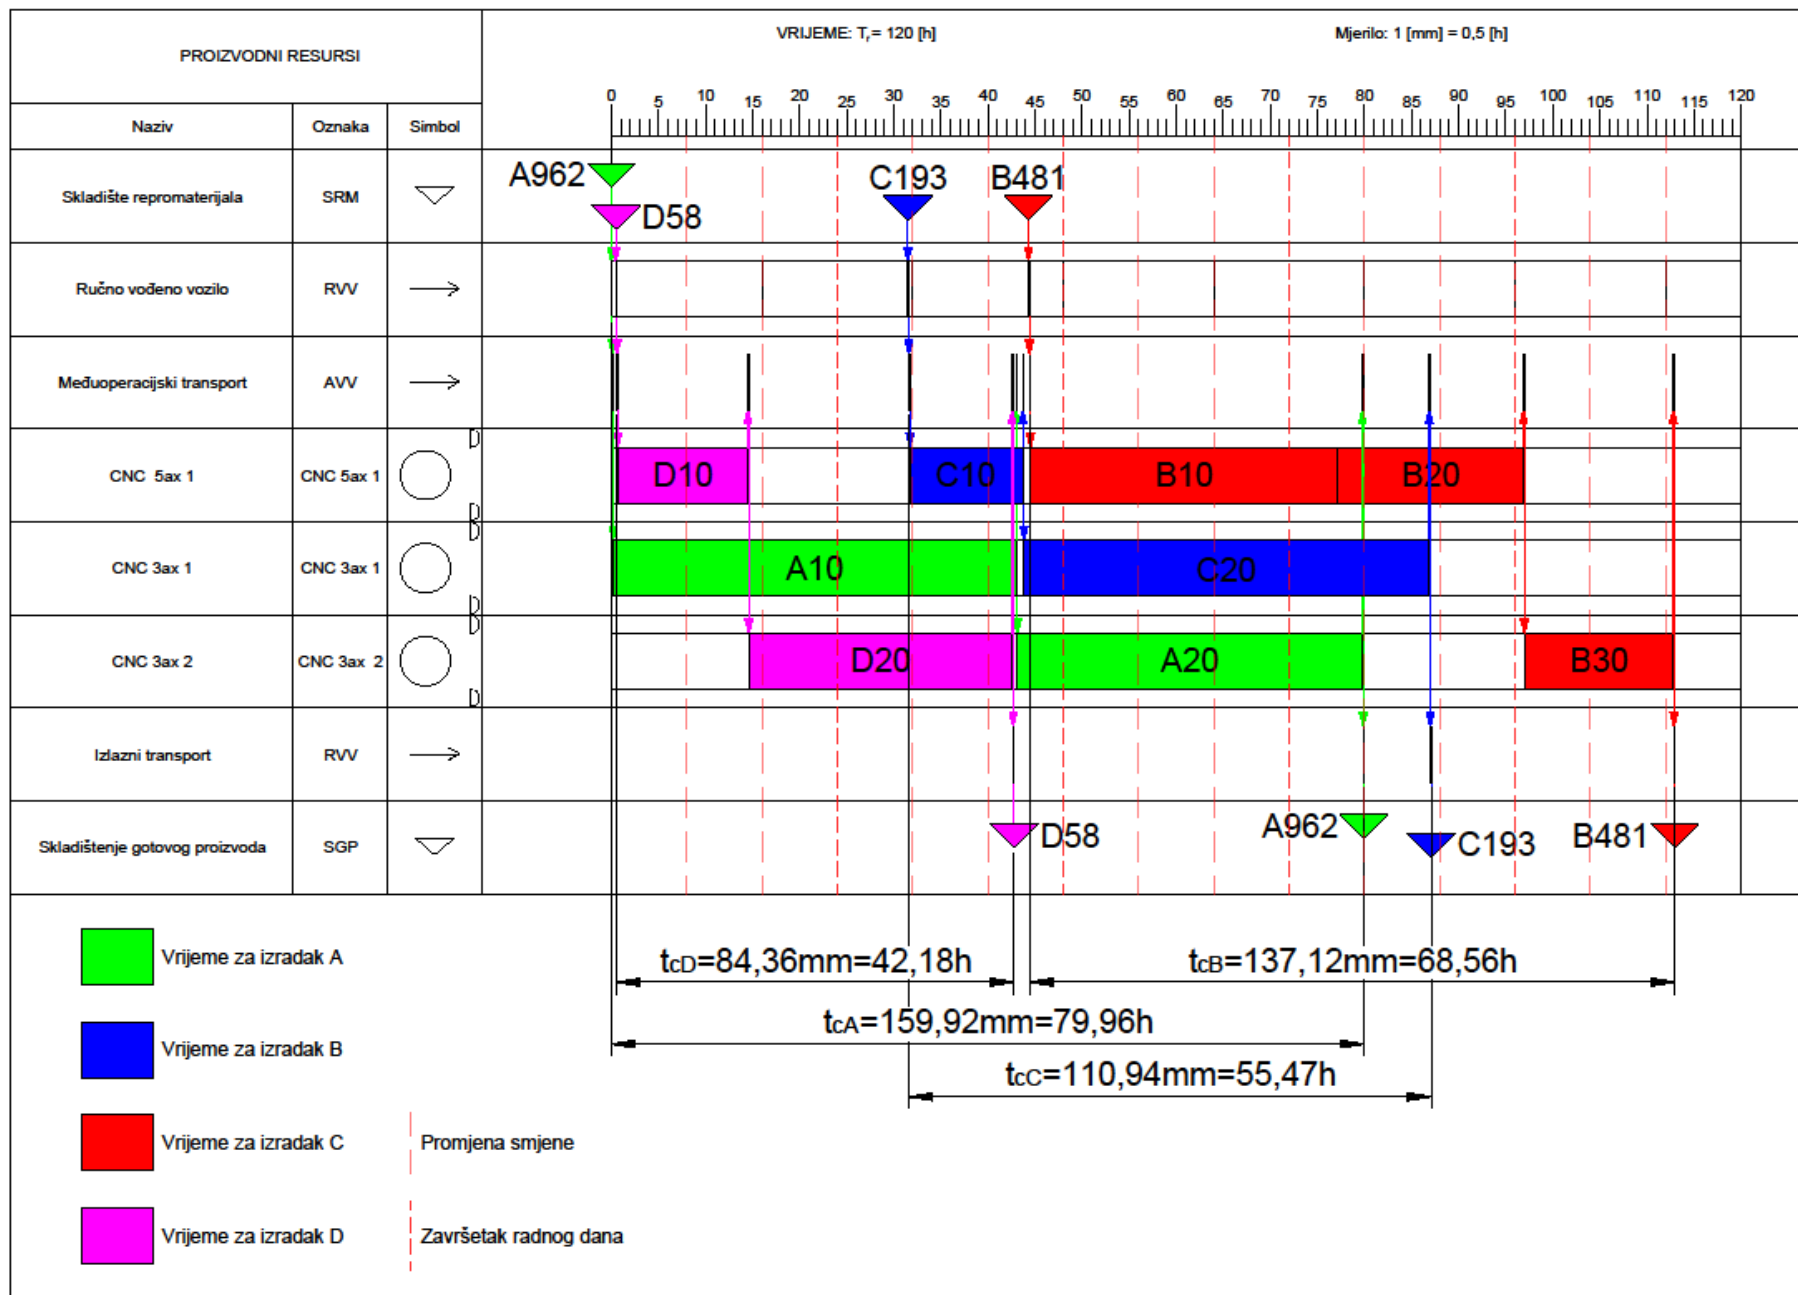 PROIZVODNI RESURSI
VRIJEME: Tr= 120 [h]
Mjerilo: 1 [mm] = 0,5 [h]
0 5 10 15 20 25 30 35 40 45 50 55 60 65 70 75 80 85 90 95 100 105 110 115 120
Naziv Oznaka Simbol
A962
C193 B481
Skladište repromaterijala SRM
D58
Ručno vođeno vozilo RVV
Međuoperacijski transport AVV
CNC 5ax 1 CNC 5ax 1 D10 C10 B10 B20
CNC 3ax 1 CNC 3ax 1 A10 C20
CNC 3ax 2 CNC 3ax 2 D20 A20 B30
Izlazni transport RVV
Skladištenje gotovog proizvoda SGP D58 A962 C193 B481
Vrijeme za izradak A
tcD=84,36mm=42,18h tcB=137,12mm=68,56h
tcA=159,92mm=79,96h
Vrijeme za izradak B
tcC=110,94mm=55,47h
Vrijeme za izradak C Promjena smjene
Vrijeme za izradak D Završetak radnog dana